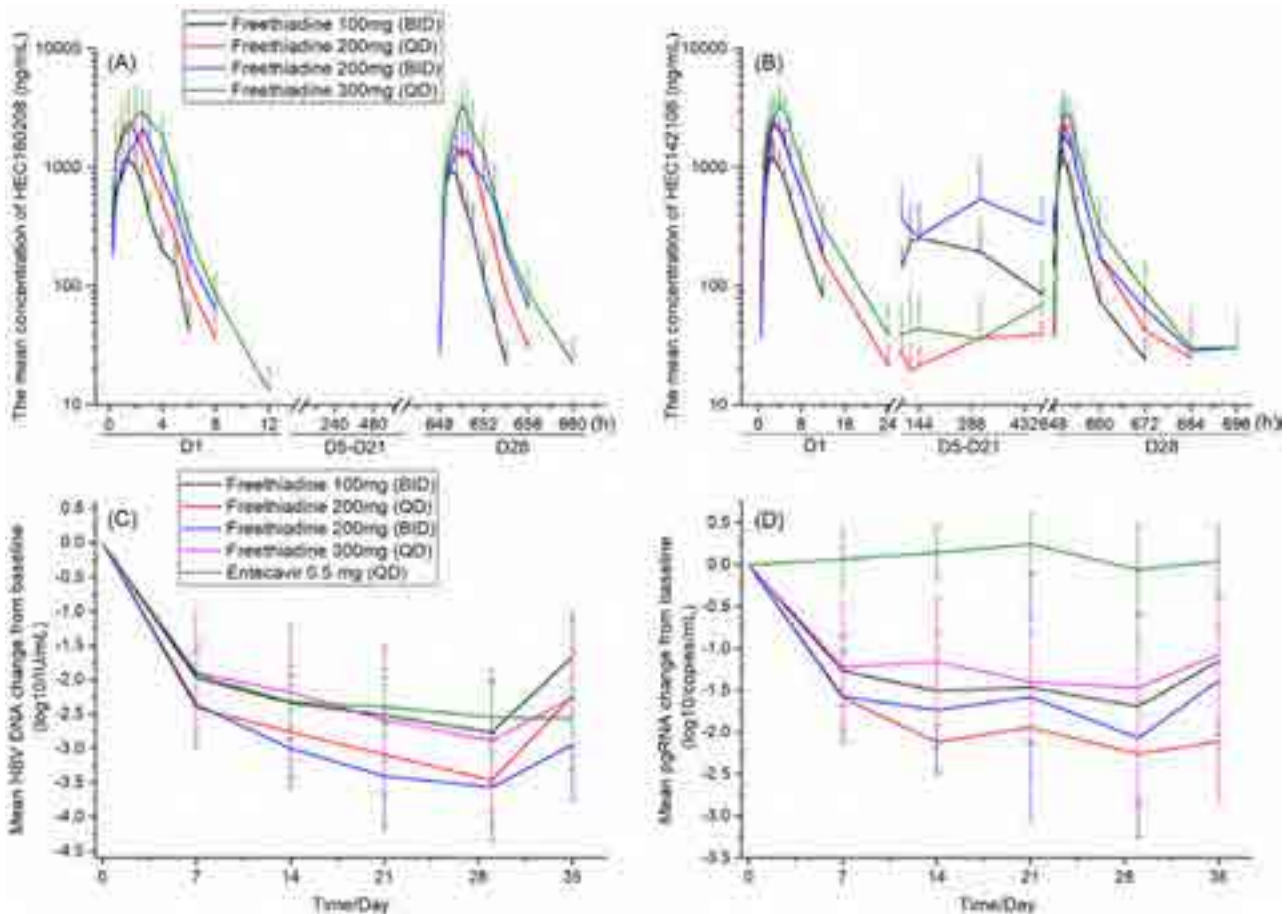 Freethiadine 100mg (BID)
Freethiadine 200mg (QD)
Freethiadine 200mg (BID)
Freethiadine 300mg (QD)
(A)
The mean concentration of HEC160208 (ng/mL)
10005
1000
100
10
0 4 8 12 240 480 648 652 656 660 (h)
D1 D5-D21 D28
(B)
The mean concentration of HEC142108 (ng/mL)
10000
1000
100
10
0 8 16 24 144 288 432 648 660 672 684 696 (h)
D1 D5-D21 D28
Freethiadine 100mg (BID)
Freethiadine 200mg (QD)
Freethiadine 200mg (BID)
Freethiadine 300mg (QD)
Entecavir 0.5 mg (QD)
(C)
Mean HBV DNA change from baseline
(log10/IU/mL)
0.5
0.0
-0.5
-1.0
-1.5
-2.0
-2.5
-3.0
-3.5
-4.0
-4.5
0 7 14 21 28 35
Time/Day
(D)
Mean pgRNA change from baseline
(log10/copies/mL)
0.5
0.0
-0.5
-1.0
-1.5
-2.0
-2.5
-3.0
-3.5
0 7 14 21 28 35
Time/Day